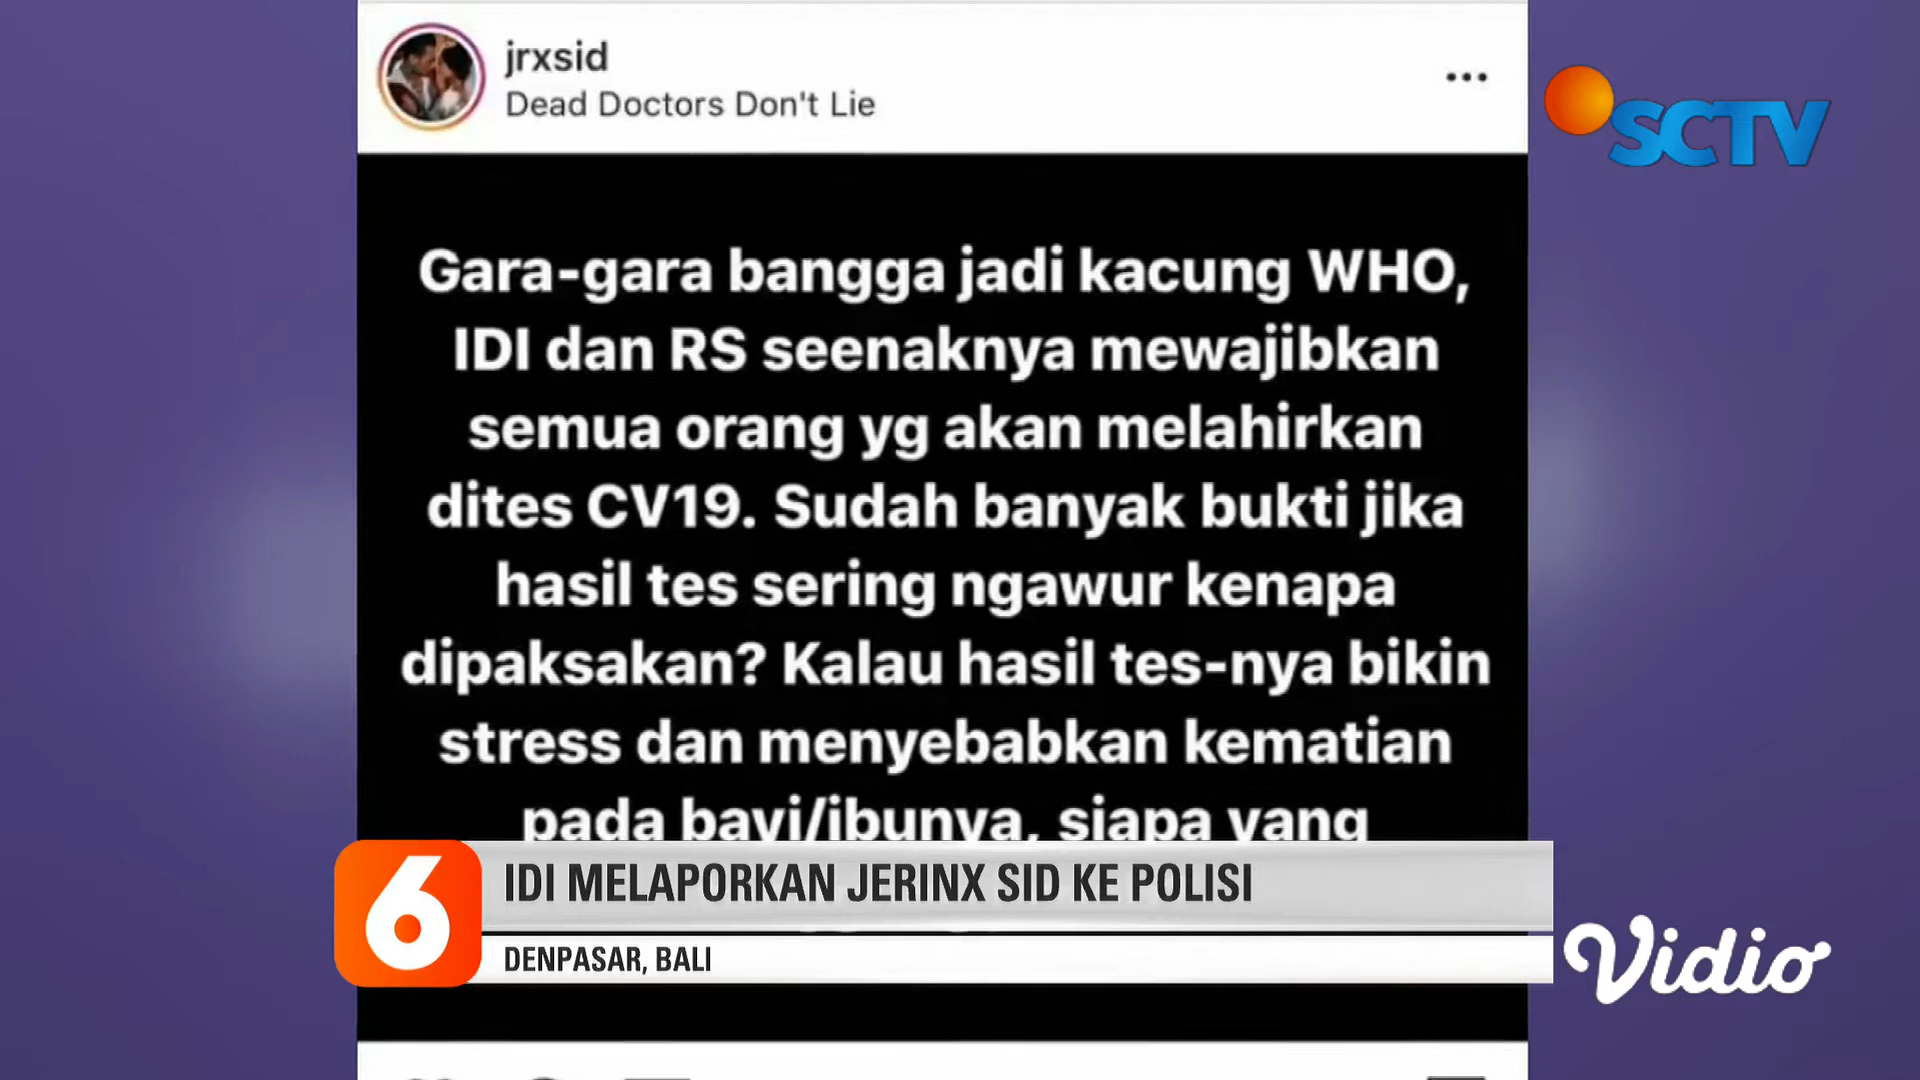 jrxsid
Dead Doctors Don't Lie
SCTV
Gara-gara bangga jadi kacung WHO,
IDI dan RS seenaknya mewajibkan
semua orang yg akan melahirkan
dites CV19. Sudah banyak bukti jika
hasil tes sering ngawur kenapa
dipaksakan? Kalau hasil tes-nya bikin
stress dan menyebabkan kematian
pada bayi/ibunya, siapa yang
6
IDI MELAPORKAN JERINX SID KE POLISI
DENPASAR, BALI
Vidio